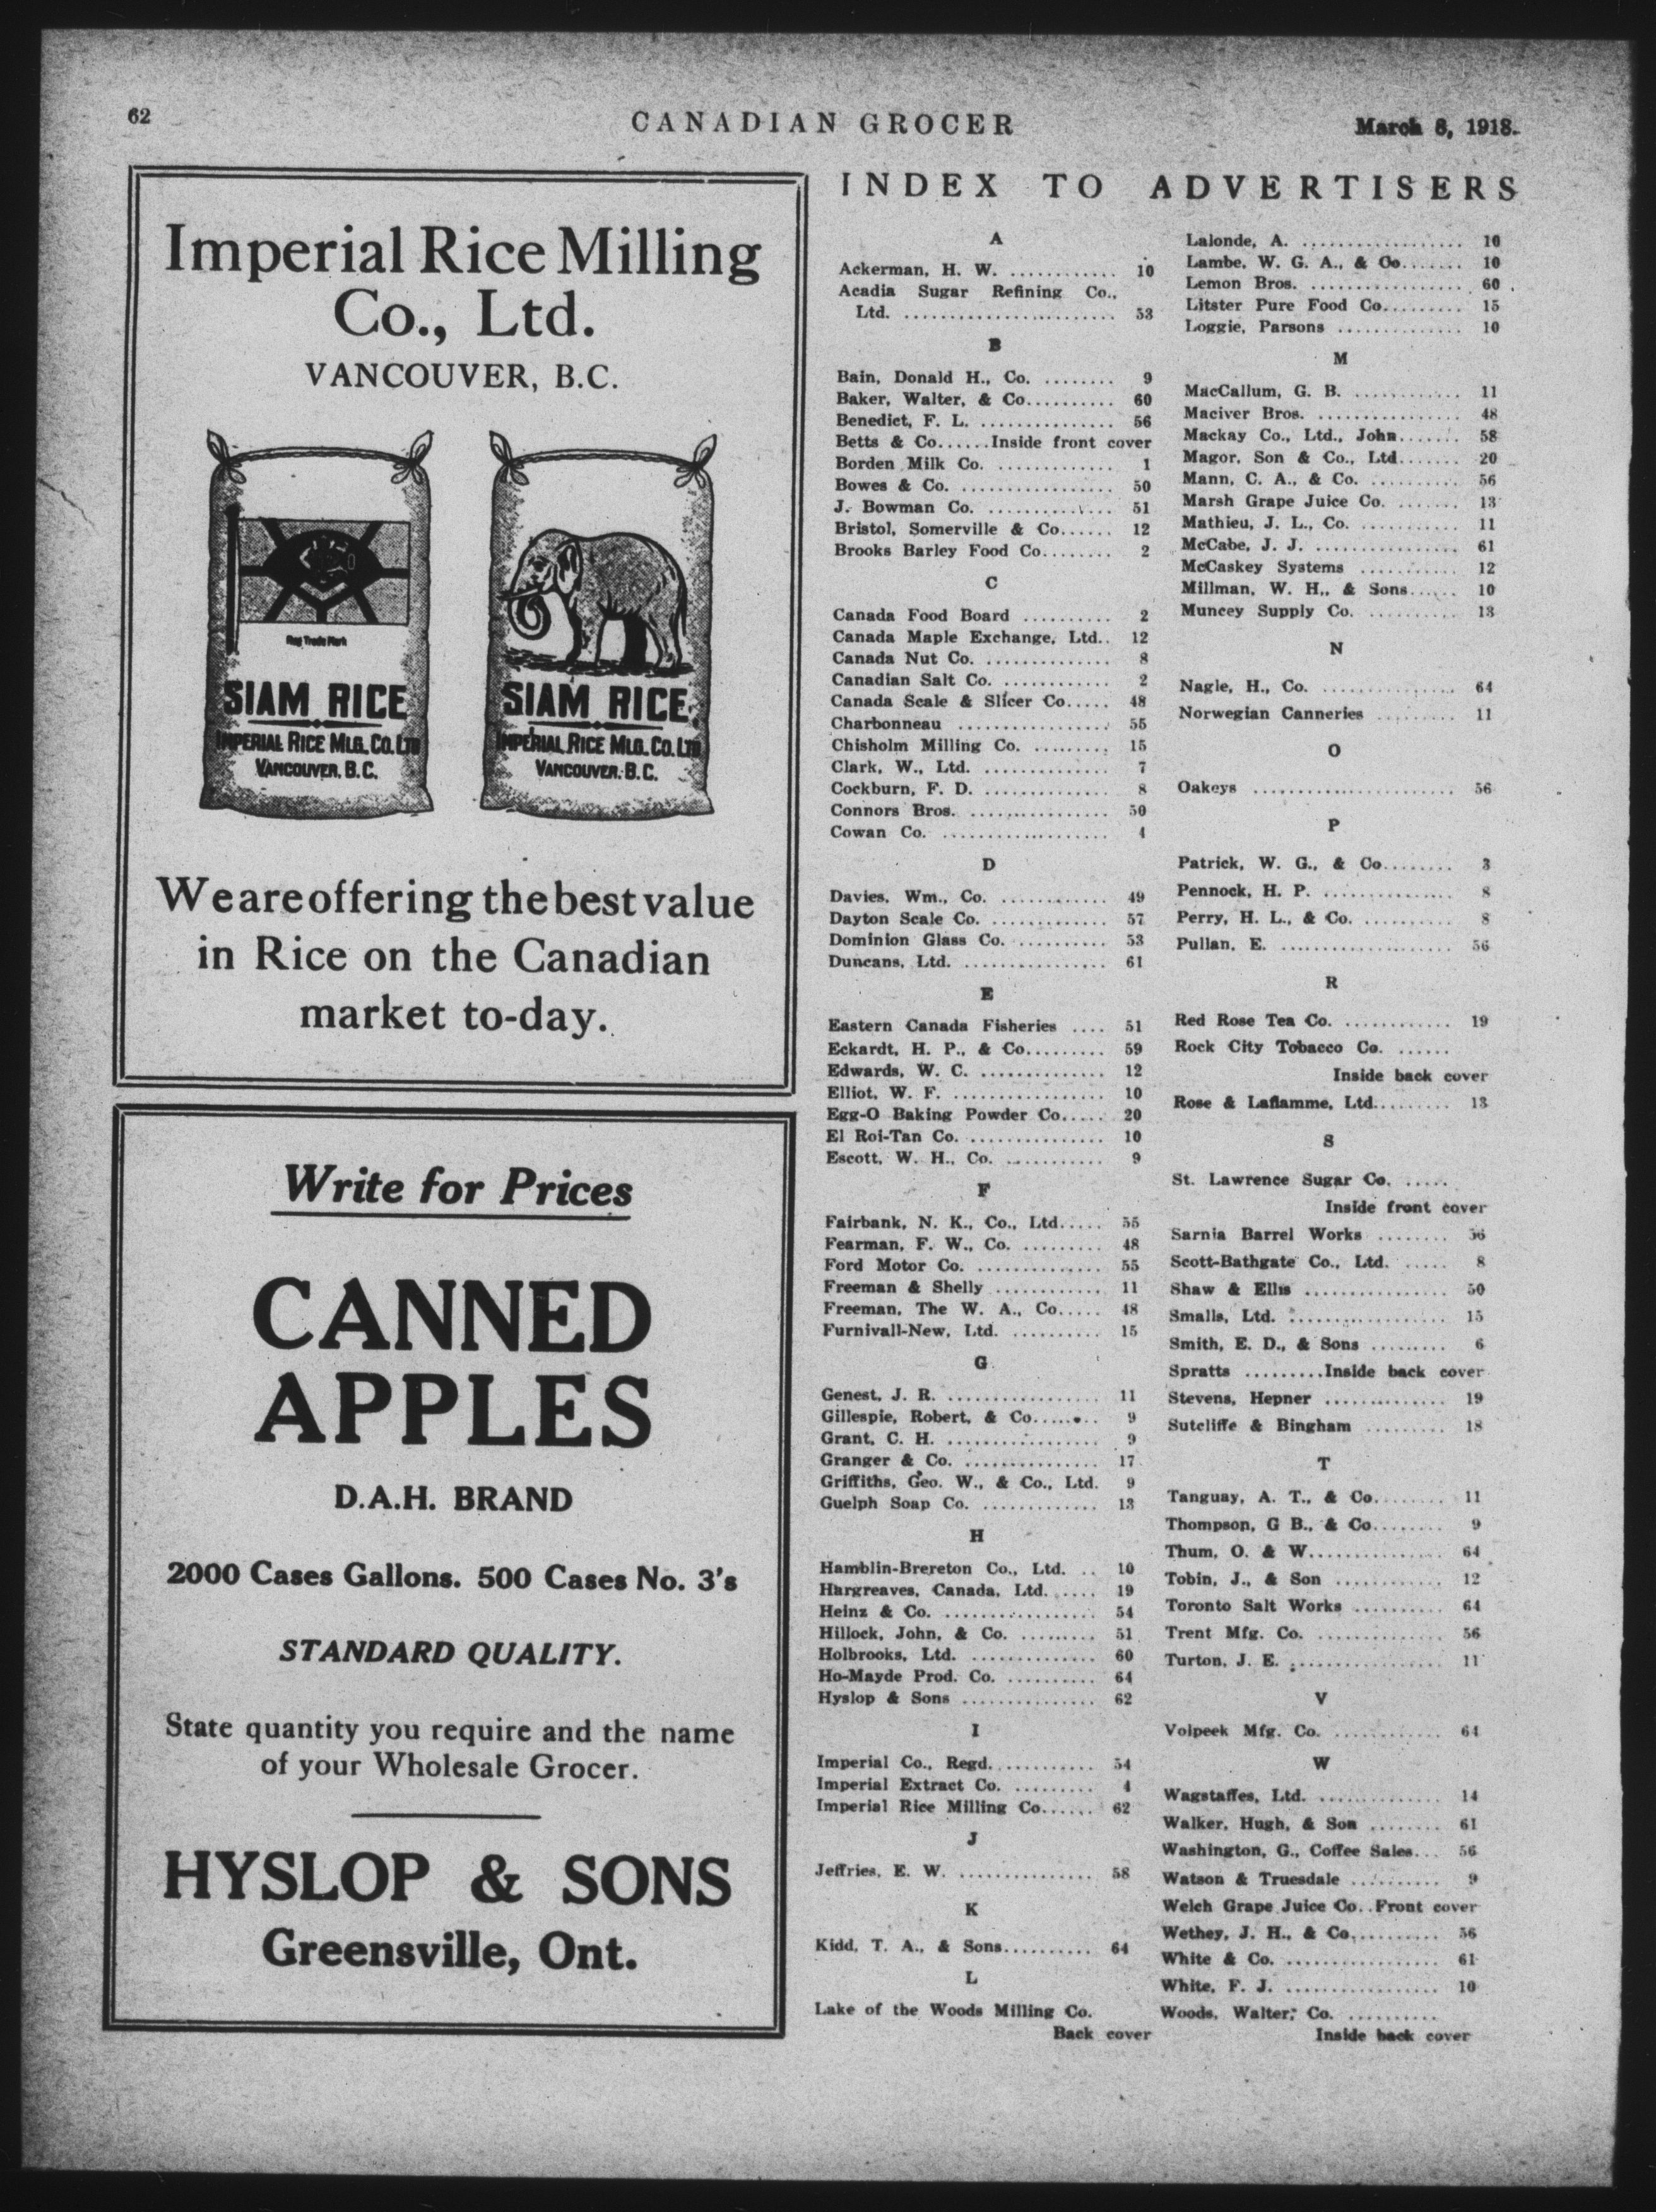 62
CANADIAN GROCER
March 8, 1918.
Imperial Rice Milling
Co., Ltd.
VANCOUVER, B.C.
Reg Trade Mark
SIAM RICE
IMPERIAL RICE MLG. CO. LTD
VANCOUVER, B.C.
SIAM RICE
IMPERIAL RICE MLG. CO. LTD
VANCOUVER. B.C.
We are offering the best value
in Rice on the Canadian
market to-day.
Write for Prices
CANNED
APPLES
D.A.H. BRAND
2000 Cases Gallons. 500 Cases No. 3's
STANDARD QUALITY.
State quantity you require and the name
of your Wholesale Grocer.
HYSLOP & SONS
Greensville, Ont.
INDEX TO ADVERTISERS
A
Ackerman, H. W. ............ 10
Acadia Sugar Refining Co.,
Ltd. ........................ 53
B
Bain, Donald H., Co. ........ 9
Baker, Walter, & Co.......... 60
Benedict, F. L. ............... 56
Betts & Co......Inside front cover
Borden Milk Co. ............. 1
Bowes & Co. ................. 50
J. Bowman Co. .............. 51
Bristol, Somerville & Co...... 12
Brooks Barley Food Co........ 2
C
Canada Food Board .......... 2
Canada Maple Exchange, Ltd.. 12
Canada Nut Co. .............. 8
Canadian Salt Co. ............ 2
Canada Scale & Slicer Co..... 48
Charbonneau ................. 55
Chisholm Milling Co. ......... 15
Clark, W., Ltd. .............. 7
Cockburn, F. D. .............. 8
Connors Bros. ................ 50
Cowan Co. ................... 4
D
Davies, Wm., Co. ............ 49
Dayton Scale Co. ............. 57
Dominion Glass Co. .......... 53
Duncans, Ltd. ................ 61
E
Eastern Canada Fisheries .... 51
Eckardt, H. P., & Co......... 59
Edwards, W. C. .............. 12
Elliot, W. F. ................. 10
Egg-O Baking Powder Co..... 20
El Roi-Tan Co. ............... 10
Escott, W. H., Co. ........... 9
F
Fairbank, N. K., Co., Ltd..... 55
Fearman, F. W., Co. ......... 48
Ford Motor Co. .............. 55
Freeman & Shelly ............ 11
Freeman, The W. A., Co..... 48
Furnivall-New, Ltd. .......... 15
G
Genest, J. R. ................. 11
Gillespie, Robert, & Co....... 9
Grant, C. H. ................. 9
Granger & Co. ............... 17
Griffiths, Geo. W., & Co., Ltd. 9
Guelph Soap Co. ............. 13
H
Hamblin-Brereton Co., Ltd. .. 10
Hargreaves, Canada, Ltd. .... 19
Heinz & Co. ................. 54
Hillock, John, & Co. ......... 51
Holbrooks, Ltd. .............. 60
Ho-Mayde Prod. Co. .......... 64
Hyslop & Sons ............... 62
I
Imperial Co., Regd............ 54
Imperial Extract Co. ......... 4
Imperial Rice Milling Co...... 62
J
Jeffries, E. W. ............... 58
K
Kidd, T. A., & Sons.......... 64
L
Lake of the Woods Milling Co.
Back cover
Lalonde, A. .................. 10
Lambe, W. G. A., & Co....... 10
Lemon Bros. ................. 60
Litster Pure Food Co......... 15
Loggie, Parsons .............. 10
M
MacCallum, G. B. ............ 11
Maciver Bros. ................ 48
Mackay Co., Ltd., John....... 58
Magor, Son & Co., Ltd....... 20
Mann, C. A., & Co. .......... 56
Marsh Grape Juice Co. ....... 13
Mathieu, J. L., Co. ........... 11
McCabe, J. J. ................ 61
McCaskey Systems ........... 12
Millman, W. H., & Sons...... 10
Muncey Supply Co. .......... 13
N
Nagle, H., Co. ............... 64
Norwegian Canneries ......... 11
O
Oakeys ....................... 56
P
Patrick, W. G., & Co........ 3
Pennock, H. P. ............... 8
Perry, H. L., & Co. .......... 8
Pullan, E. .................... 56
R
Red Rose Tea Co. ............ 19
Rock City Tobacco Co. ......
Inside back cover
Rose & Laflamme, Ltd......... 13
S
St. Lawrence Sugar Co. .....
Inside front cover
Sarnia Barrel Works ........ 56
Scott-Bathgate Co., Ltd. ..... 8
Shaw & Ellis ................ 50
Smalls, Ltd. .................. 15
Smith, E. D., & Sons ......... 6
Spratts .........Inside back cover
Stevens, Hepner .............. 19
Sutcliffe & Bingham ......... 18
T
Tanguay, A. T., & Co........ 11
Thompson, G B., & Co........ 9
Thum, O. & W............... 64
Tobin, J., & Son ............ 12
Toronto Salt Works .......... 64
Trent Mfg. Co. .............. 56
Turton, J. E. ................. 11
V
Volpeek Mfg. Co. ............ 64
W
Wagstaffes, Ltd. .............. 14
Walker, Hugh, & Son ........ 61
Washington, G., Coffee Sales... 56
Watson & Truesdale .......... 9
Welch Grape Juice Co..Front cover
Wethey, J. H., & Co.......... 56
White & Co. ................. 61
White, F. J. ................. 10
Woods, Walter, Co. ..........
Inside back cover